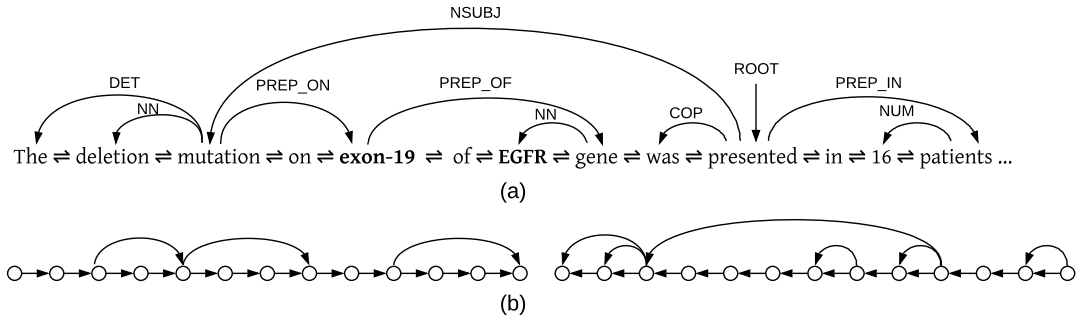 NSUBJ
ROOT
DET PREP_ON PREP_OF PREP_IN
NN NN COP NUM
The ⇌ deletion ⇌ mutation ⇌ on ⇌ exon-19 ⇌ of ⇌ EGFR ⇌ gene ⇌ was ⇌ presented ⇌ in ⇌ 16 ⇌ patients ...
(a)
(b)